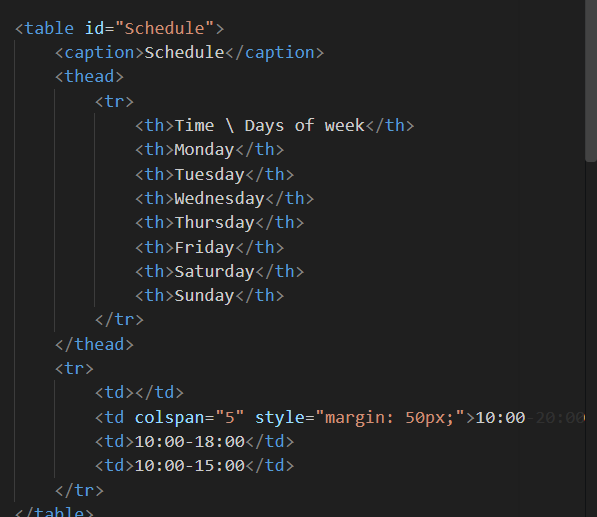 <table id="Schedule">
<caption>Schedule</caption>
<thead>
<tr>
<th>Time \ Days of week</th>
<th>Monday</th>
<th>Tuesday</th>
<th>Wednesday</th>
<th>Thursday</th>
<th>Friday</th>
<th>Saturday</th>
<th>Sunday</th>
</tr>
</thead>
<tr>
<td></td>
<td colspan="5" style="margin: 50px;">10:00-20:00
<td>10:00-18:00</td>
<td>10:00-15:00</td>
</tr>
</table>